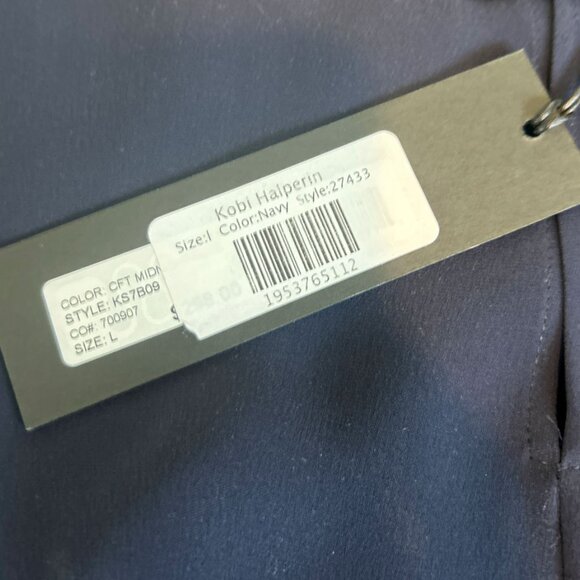 Kobi Halperin
Size:l Color:Navy Style:27433
1953765112
COLOR: CFT MIDN
STYLE: KS7B09
CO#: 700907
SIZE: L